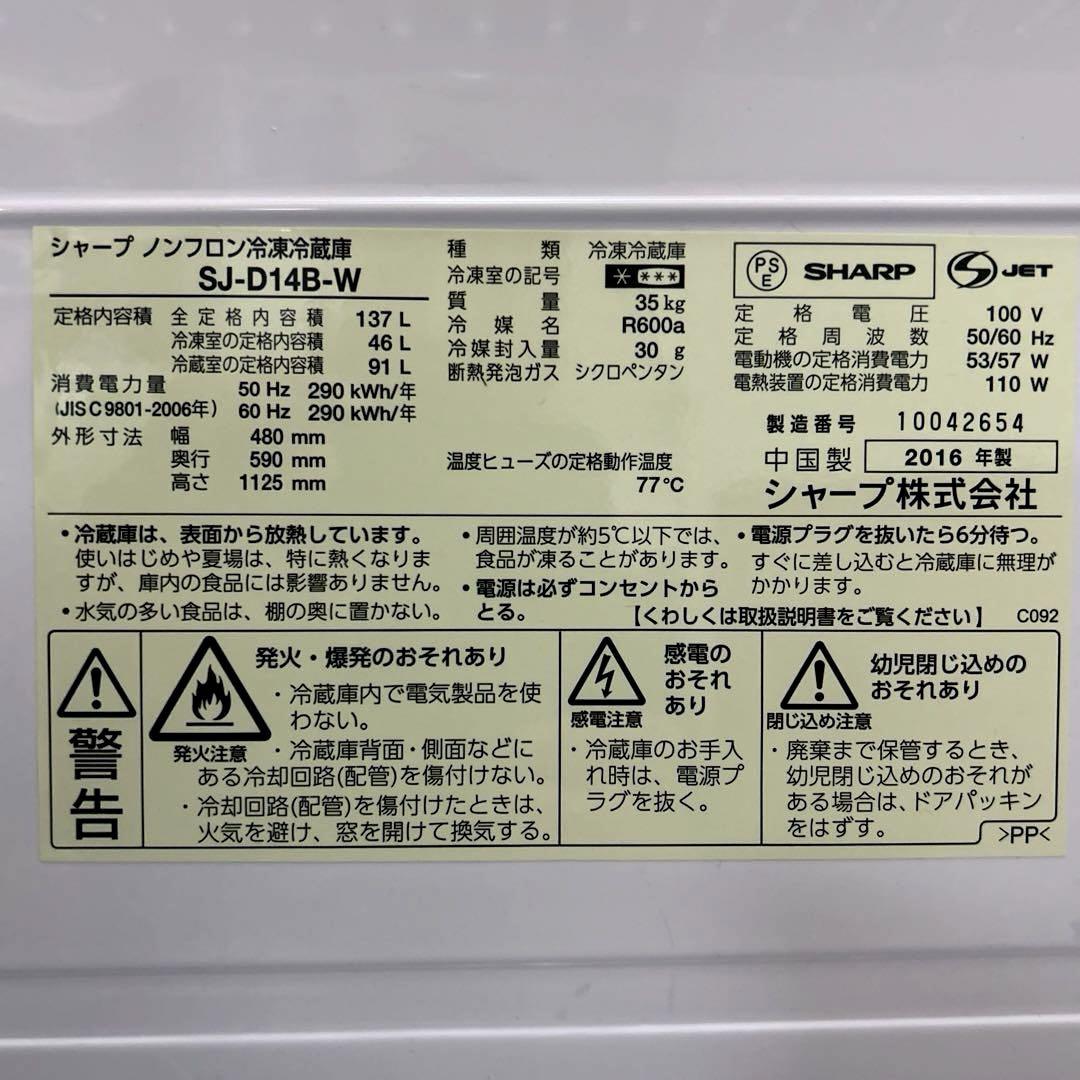 シャープ ノンフロン冷凍冷蔵庫
SJ-D14B-W
定格内容積 全定格内容積 137 L
冷凍室の定格内容積 46 L
冷蔵室の定格内容積 91 L
消費電力量 50 Hz 290 kWh/年
(JIS C 9801-2006年) 60 Hz 290 kWh/年
外形寸法 幅 480 mm
奥行 590 mm
高さ 1125 mm
種類 冷凍冷蔵庫
冷凍室の記号 * ***
質量 35 kg
冷媒名 R600a
冷媒封入量 30 g
断熱発泡ガス シクロペンタン
温度ヒューズの定格動作温度
77℃
PSE SHARP JET
定格電圧 100 V
定格周波数 50/60 Hz
電動機の定格消費電力 53/57 W
電熱装置の定格消費電力 110 W
製造番号 10042654
中国製 2016 年製
シャープ株式会社
・冷蔵庫は、表面から放熱しています。
使いはじめや夏場は、特に熱くなりま
すが、庫内の食品には影響ありません。
・水気の多い食品は、棚の奥に置かない。
・周囲温度が約5℃以下では、
食品が凍ることがあります。
・電源は必ずコンセントから
とる。
・電源プラグを抜いたら6分待つ。
すぐに差し込むと冷蔵庫に無理が
かかります。
【くわしくは取扱説明書をご覧ください】 C092
警告
発火・爆発のおそれあり
発火注意
・冷蔵庫内で電気製品を使
わない。
・冷蔵庫背面・側面などに
ある冷却回路(配管)を傷付けない。
・冷却回路(配管)を傷付けたときは、
火気を避け、窓を開けて換気する。
感電の
おそれ
あり
感電注意
・冷蔵庫のお手入
れ時は、電源プ
ラグを抜く。
幼児閉じ込めの
おそれあり
閉じ込め注意
・廃棄まで保管するとき、
幼児閉じ込めのおそれが
ある場合は、ドアパッキン
をはずす。
>PP<